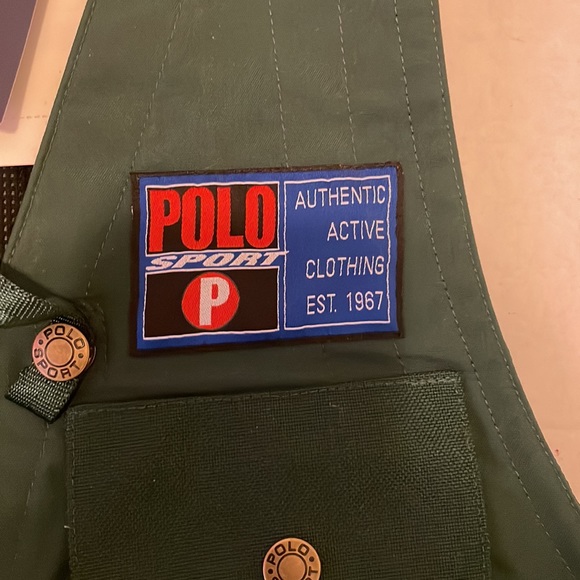 POLO
SPORT
P
AUTHENTIC
ACTIVE
CLOTHING
EST. 1967
POLO
SPORT
POLO